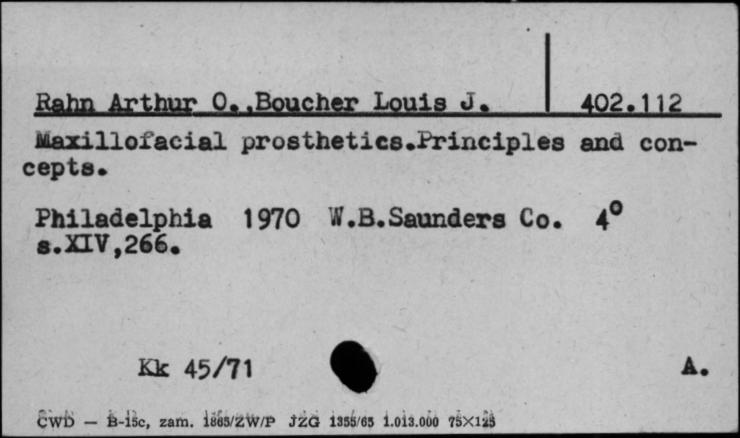 Rahn Arthur O.,Boucher Louis J. 402.112
Maxillofacial prosthetics.Principles and con-
cepts.
Philadelphia 1970 W.B.Saunders Co. 4°
s.XIV,266.
Kk 45/71 A.
CWD — B-15c, zam. 1865/ZW/P JZG 1355/65 1.013.000 75×125